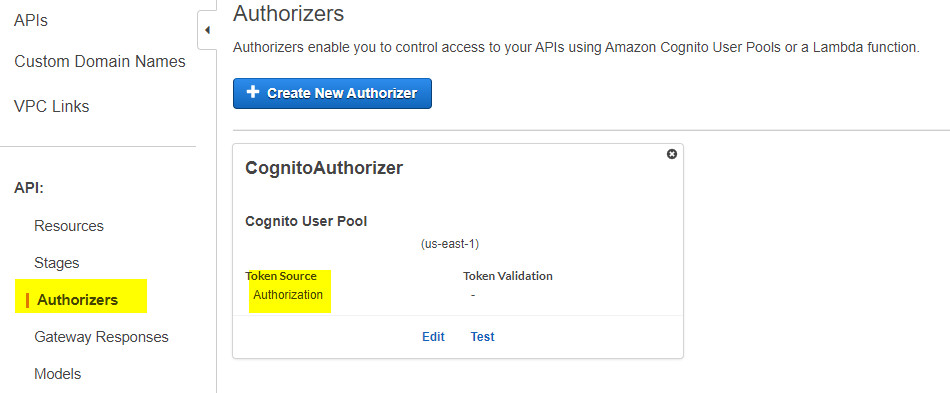 APIs
Custom Domain Names
VPC Links
API:
Resources
Stages
Authorizers
Gateway Responses
Models
Authorizers
Authorizers enable you to control access to your APIs using Amazon Cognito User Pools or a Lambda function.
+ Create New Authorizer
CognitoAuthorizer
Cognito User Pool
(us-east-1)
Token Source Token Validation
Authorization -
Edit Test